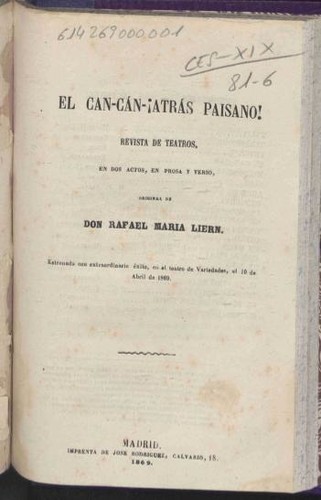 614269000,001
CES-XIX
81-6
EL CAN-CÁN-¡ATRÁS PAISANO!
REVISTA DE TEATROS,
EN DOS ACTOS, EN PROSA Y VERSO,
ORIGINAL DE
DON RAFAEL MARIA LIERN.
Estrenada con extraordinario éxito, en el teatro de Variedades, el 10 de
Abril de 1869.
MADRID.
IMPRENTA DE JOSE RODRIGUEZ, CALVARIO, 18.
1869.